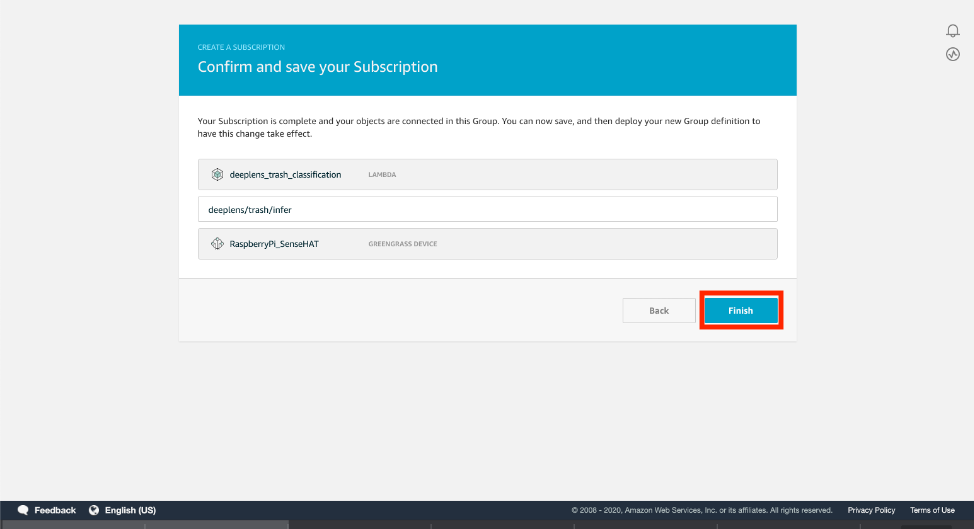 CREATE A SUBSCRIPTION
Confirm and save your Subscription
Your Subscription is complete and your objects are connected in this Group. You can now save, and then deploy your new Group definition to
have this change take effect.
deeplens_trash_classification LAMBDA
deeplens/trash/infer
RaspberryPi_SenseHAT GREENGRASS DEVICE
Back Finish
Feedback English (US) © 2008 - 2020, Amazon Web Services, Inc. or its affiliates. All rights reserved. Privacy Policy Terms of Use